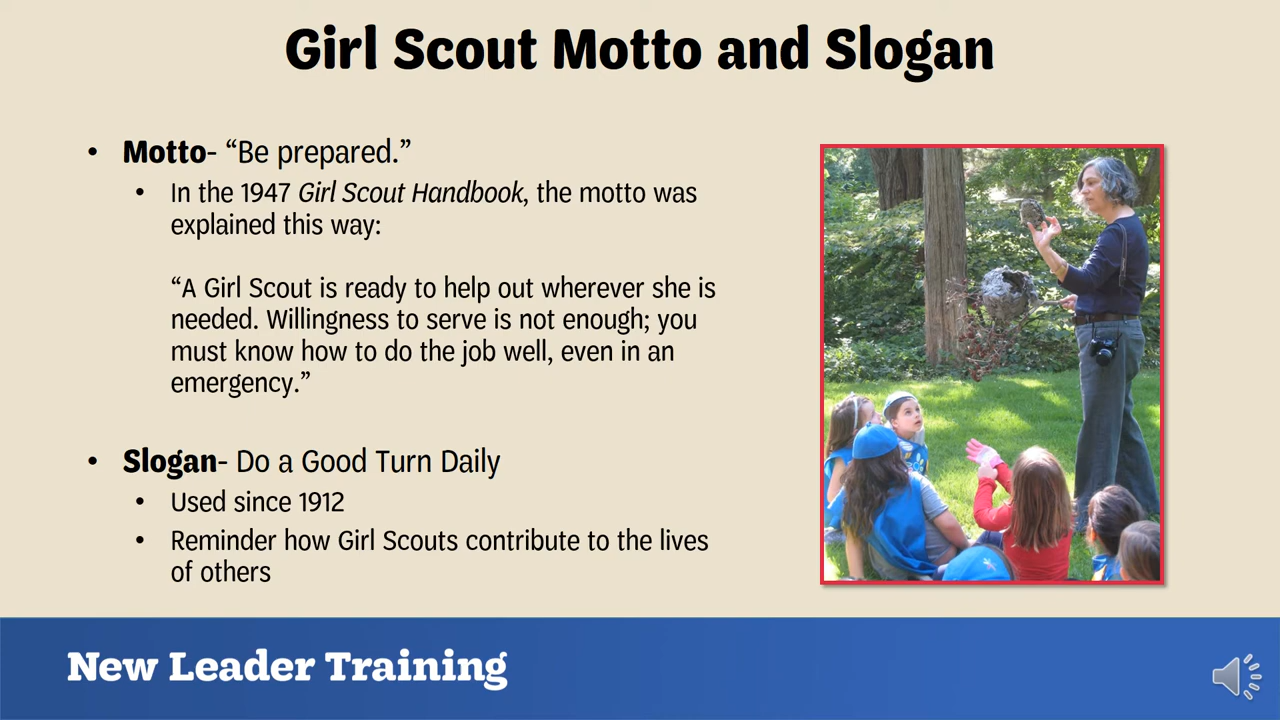 Girl Scout Motto and Slogan
• Motto- “Be prepared.”
• In the 1947 Girl Scout Handbook, the motto was
explained this way:
“A Girl Scout is ready to help out wherever she is
needed. Willingness to serve is not enough; you
must know how to do the job well, even in an
emergency.”
• Slogan- Do a Good Turn Daily
• Used since 1912
• Reminder how Girl Scouts contribute to the lives
of others
New Leader Training